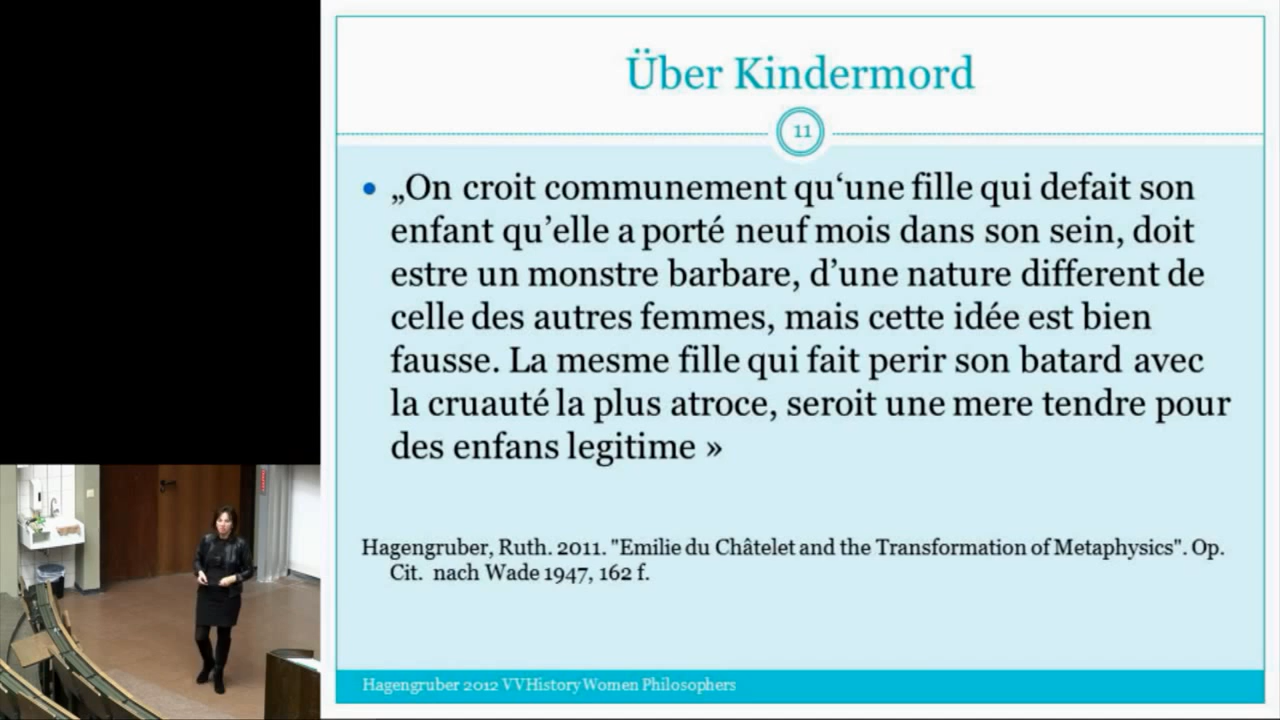 Über Kindermord
11
• „On croit communement qu‘une fille qui defait son
enfant qu’elle a porté neuf mois dans son sein, doit
estre un monstre barbare, d’une nature different de
celle des autres femmes, mais cette idée est bien
fausse. La mesme fille qui fait perir son batard avec
la cruauté la plus atroce, seroit une mere tendre pour
des enfans legitime »
Hagengruber, Ruth. 2011. "Emilie du Châtelet and the Transformation of Metaphysics". Op.
Cit. nach Wade 1947, 162 f.
Hagengruber 2012 VVHistory Women Philosophers